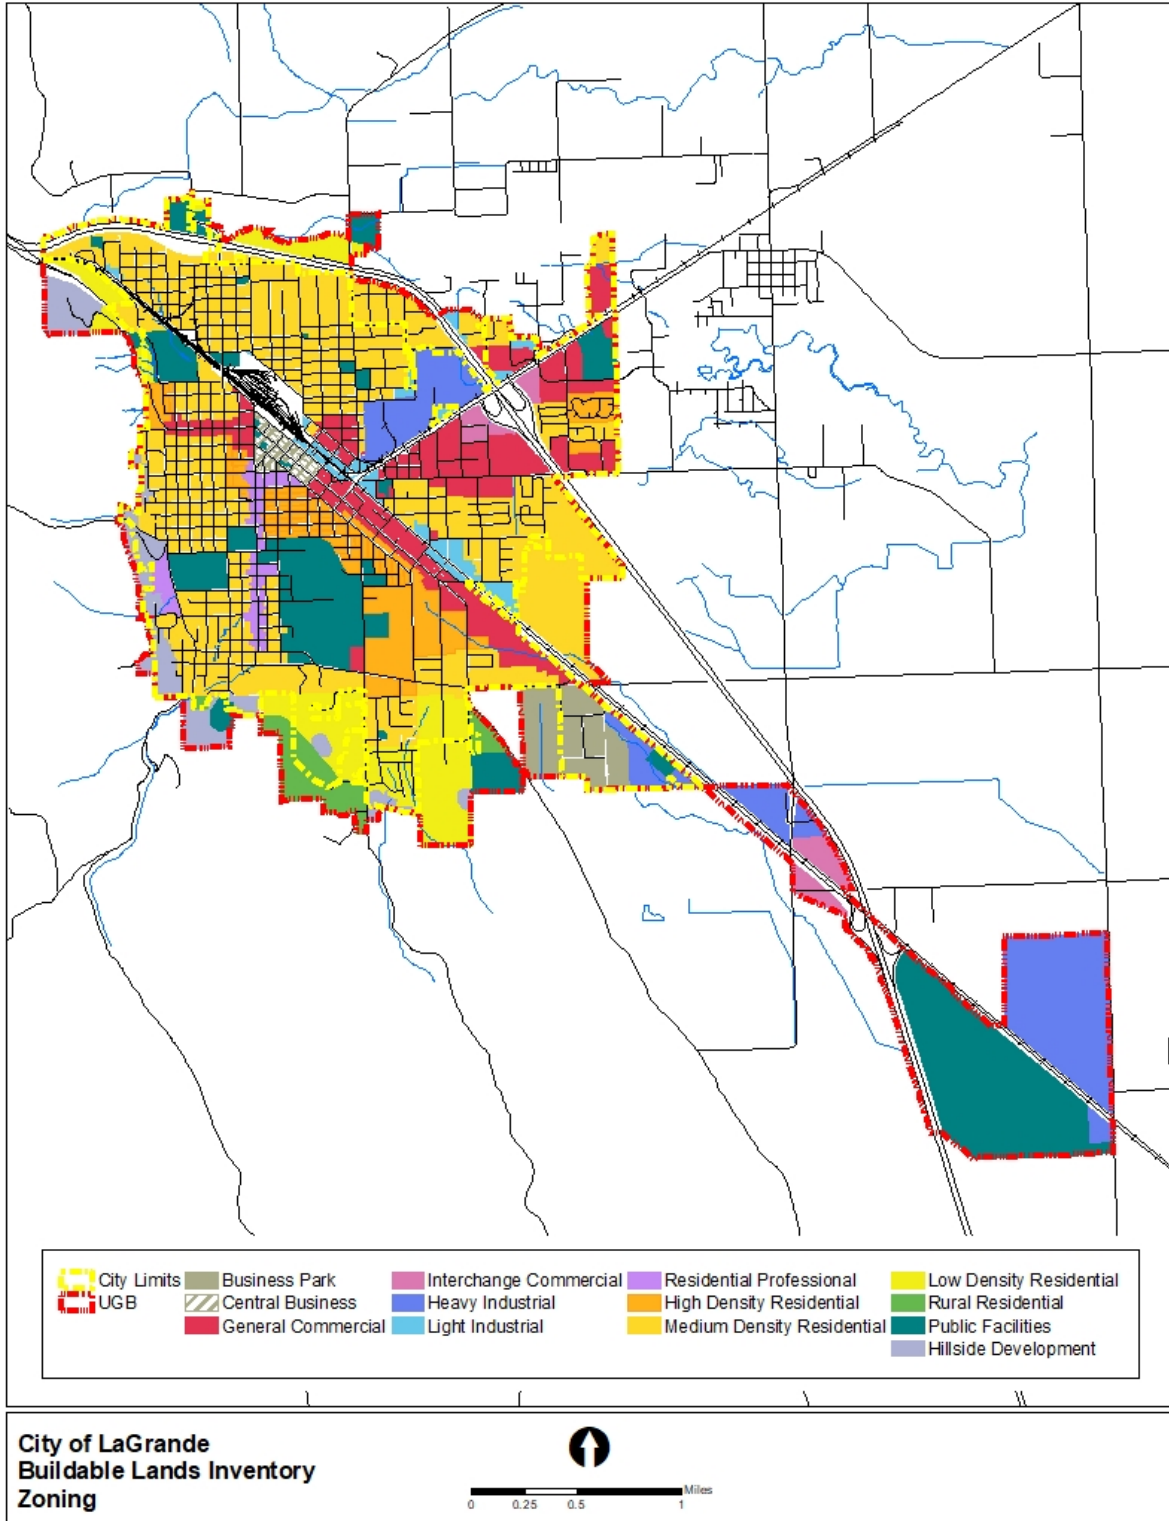 City Limits
UGB
Business Park
Central Business
General Commercial
Interchange Commercial
Heavy Industrial
Light Industrial
Residential Professional
High Density Residential
Medium Density Residential
Low Density Residential
Rural Residential
Public Facilities
Hillside Development
City of LaGrande
Buildable Lands Inventory
Zoning
Miles
0 0.25 0.5 1